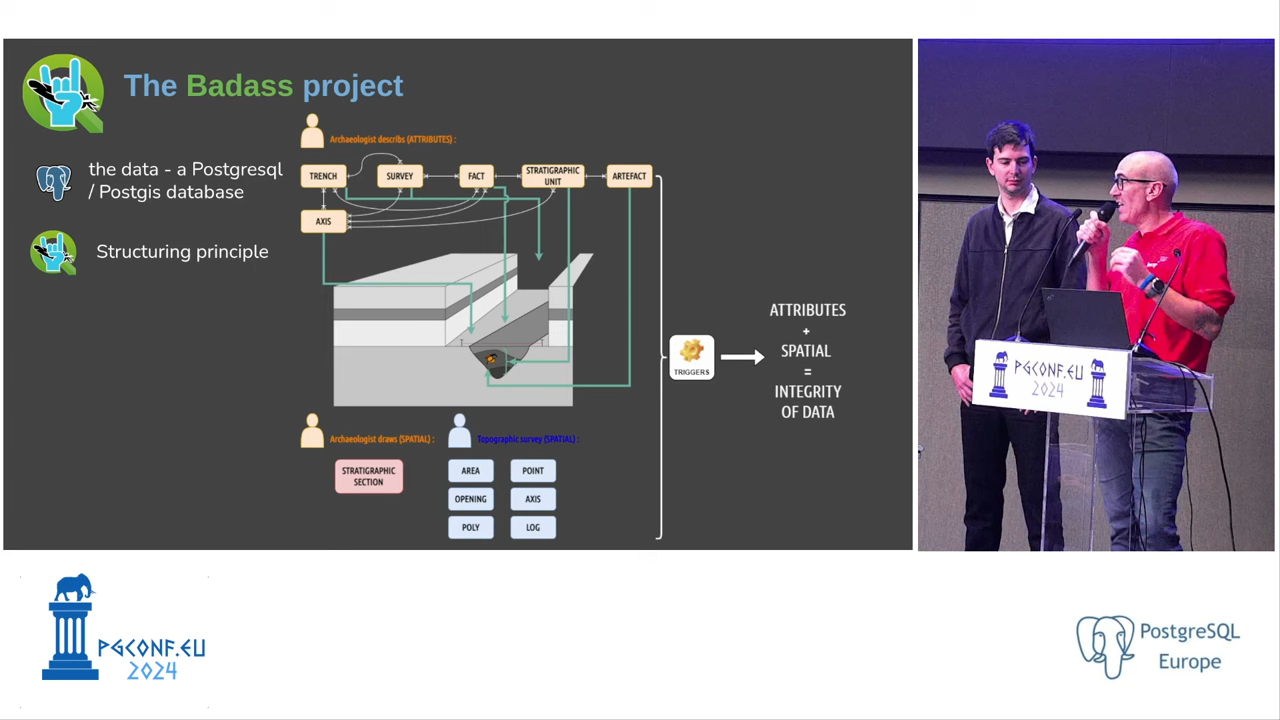 The Badass project
the data - a Postgresql
/ Postgis database
Structuring principle
Archaeologist describs (ATTRIBUTES) :
TRENCH
SURVEY
FACT
STRATIGRAPHIC
UNIT
ARTEFACT
AXIS
TRIGGERS
ATTRIBUTES
+
SPATIAL
=
INTEGRITY
OF DATA
Archaeologist draws (SPATIAL) :
Topographic survey (SPATIAL) :
STRATIGRAPHIC
SECTION
AREA
POINT
OPENING
AXIS
POLY
LOG
PGCONF.EU
2024
PGCONF.EU
2024
PostgreSQL
Europe